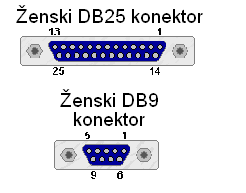 Ženski DB25 konektor
13 1
25 14
Ženski DB9
konektor
5 1
9 6